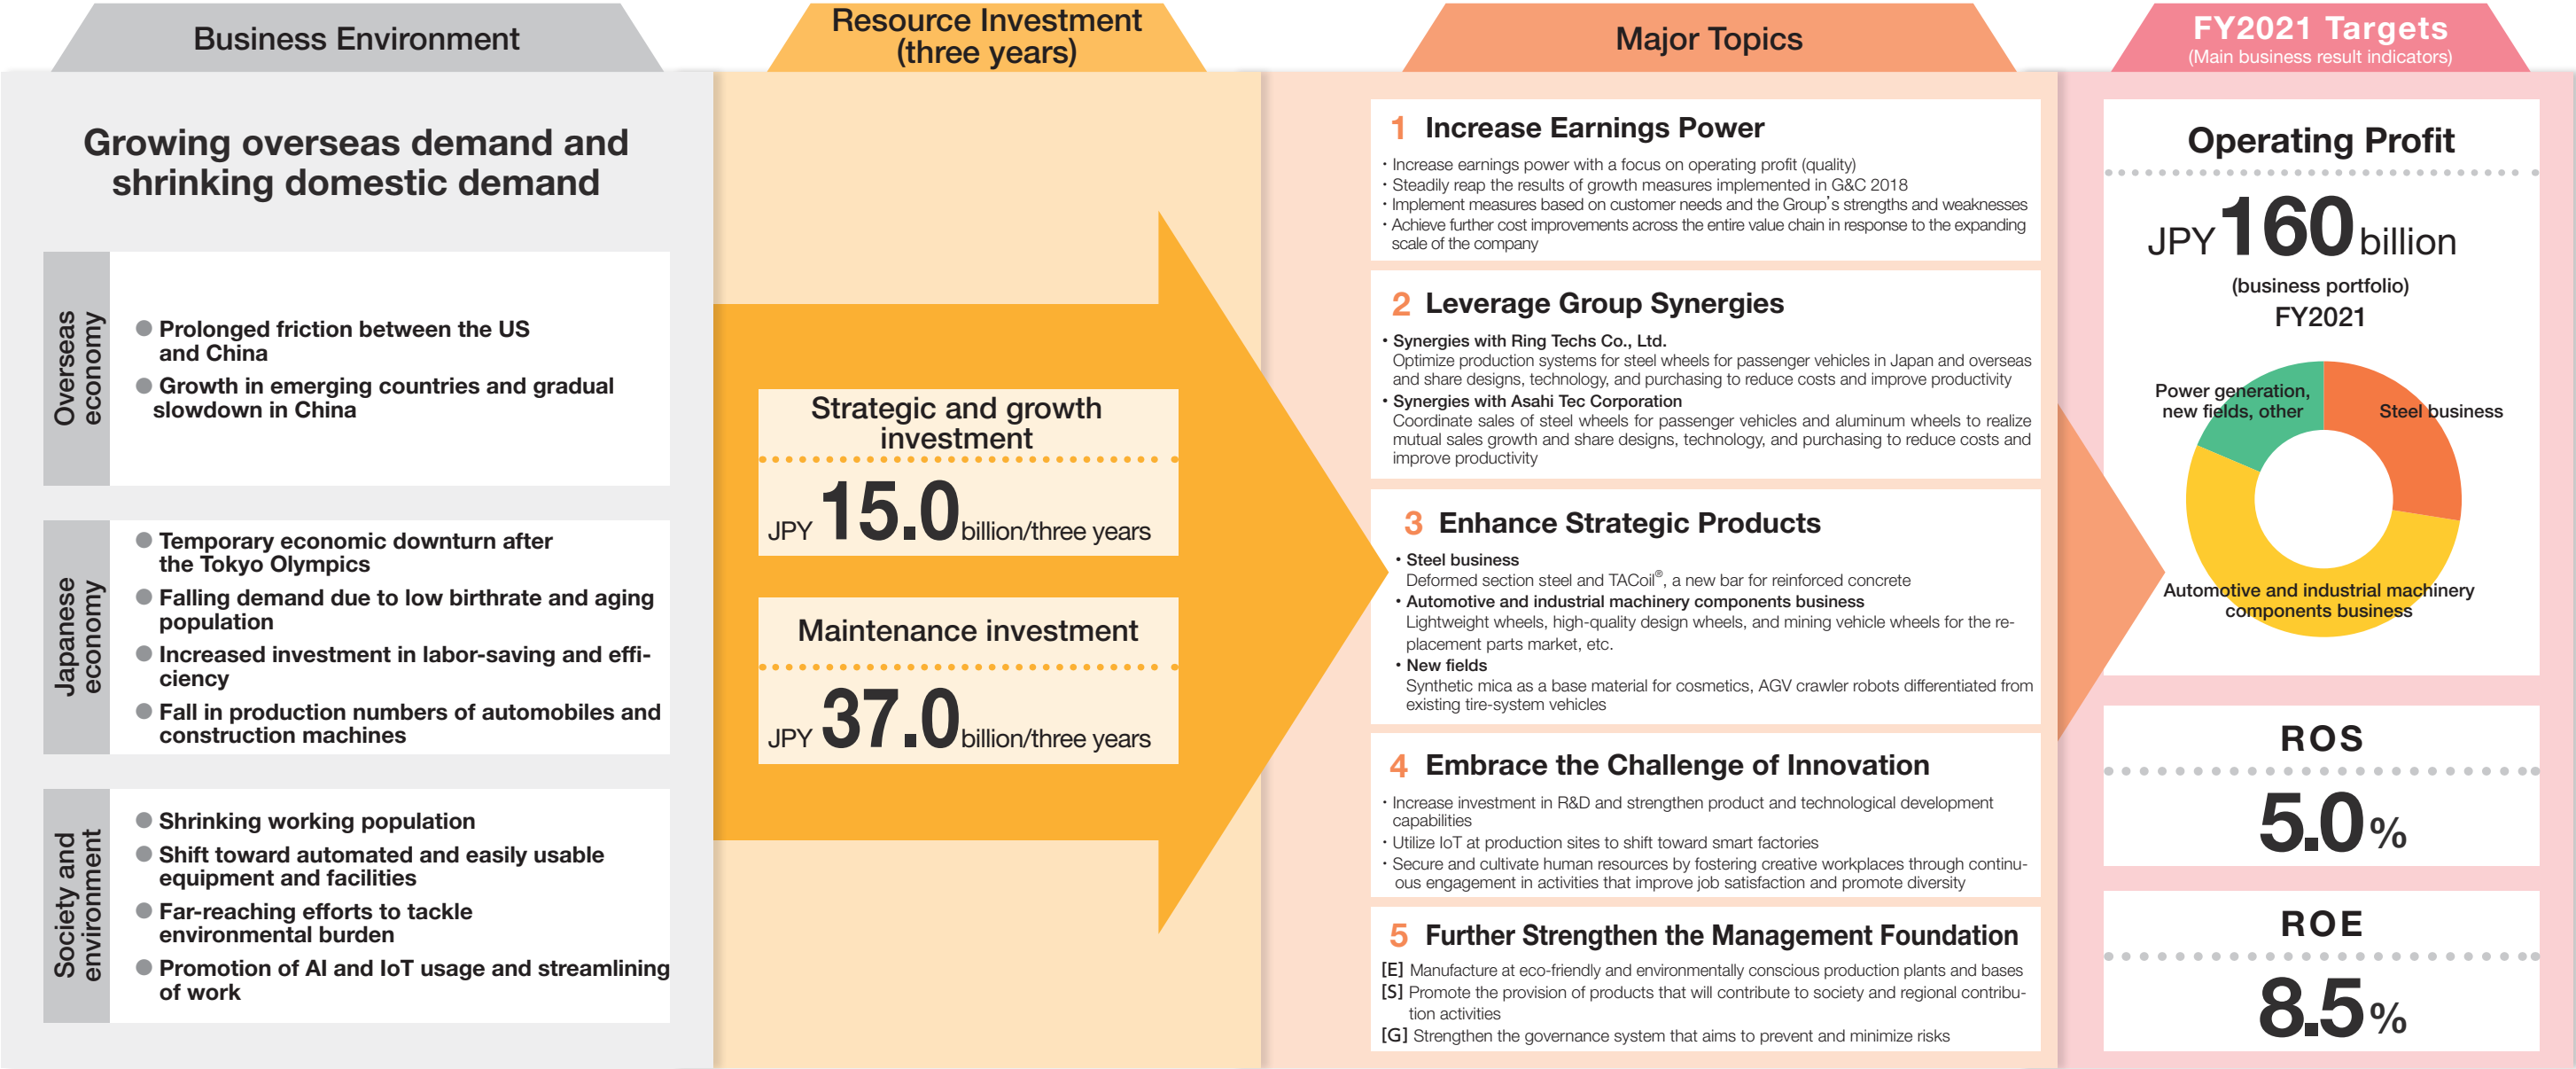 Business Environment
Growing overseas demand and
shrinking domestic demand
Overseas
economy
● Prolonged friction between the US
and China
● Growth in emerging countries and gradual
slowdown in China
Japanese
economy
● Temporary economic downturn after
the Tokyo Olympics
● Falling demand due to low birthrate and aging
population
● Increased investment in labor-saving and effi-
ciency
● Fall in production numbers of automobiles and
construction machines
Society and
environment
● Shrinking working population
● Shift toward automated and easily usable
equipment and facilities
● Far-reaching efforts to tackle
environmental burden
● Promotion of AI and IoT usage and streamlining
of work
Resource Investment
(three years)
Strategic and growth
investment
JPY 15.0 billion/three years
Maintenance investment
JPY 37.0 billion/three years
Major Topics
1 Increase Earnings Power
・Increase earnings power with a focus on operating profit (quality)
・Steadily reap the results of growth measures implemented in G&C 2018
・Implement measures based on customer needs and the Group's strengths and weaknesses
・Achieve further cost improvements across the entire value chain in response to the expanding
scale of the company
2 Leverage Group Synergies
• Synergies with Ring Techs Co., Ltd.
Optimize production systems for steel wheels for passenger vehicles in Japan and overseas
and share designs, technology, and purchasing to reduce costs and improve productivity
• Synergies with Asahi Tec Corporation
Coordinate sales of steel wheels for passenger vehicles and aluminum wheels to realize
mutual sales growth and share designs, technology, and purchasing to reduce costs and
improve productivity
3 Enhance Strategic Products
• Steel business
Deformed section steel and TACoil®, a new bar for reinforced concrete
• Automotive and industrial machinery components business
Lightweight wheels, high-quality design wheels, and mining vehicle wheels for the re-
placement parts market, etc.
• New fields
Synthetic mica as a base material for cosmetics, AGV crawler robots differentiated from
existing tire-system vehicles
4 Embrace the Challenge of Innovation
・Increase investment in R&D and strengthen product and technological development
capabilities
・Utilize IoT at production sites to shift toward smart factories
・Secure and cultivate human resources by fostering creative workplaces through continu-
ous engagement in activities that improve job satisfaction and promote diversity
5 Further Strengthen the Management Foundation
[E] Manufacture at eco-friendly and environmentally conscious production plants and bases
[S] Promote the provision of products that will contribute to society and regional contribu-
tion activities
[G] Strengthen the governance system that aims to prevent and minimize risks
FY2021 Targets
(Main business result indicators)
Operating Profit
JPY 160 billion
(business portfolio)
FY2021
Power generation,
new fields, other
Steel business
Automotive and industrial machinery
components business
ROS
5.0 %
ROE
8.5 %